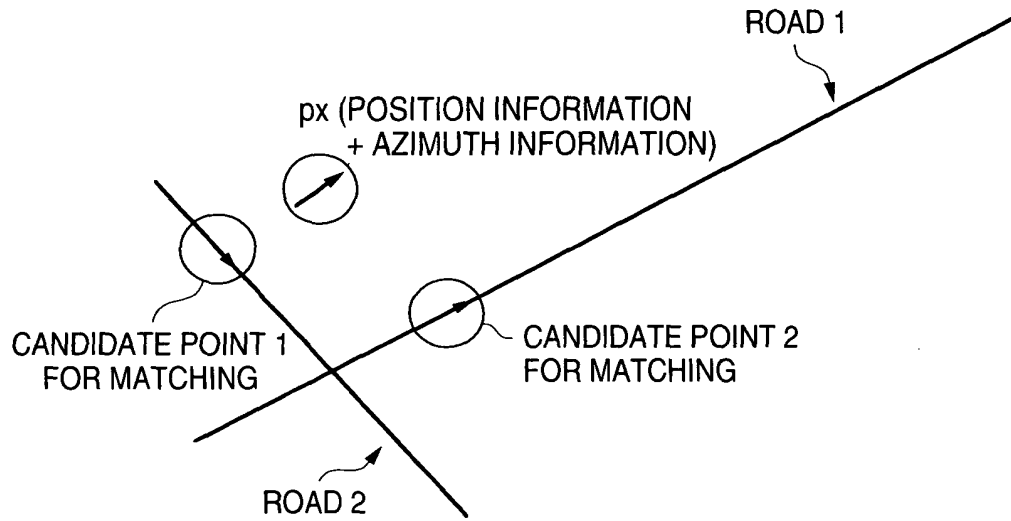 ROAD 1
px (POSITION INFORMATION
+ AZIMUTH INFORMATION)
CANDIDATE POINT 1
FOR MATCHING
CANDIDATE POINT 2
FOR MATCHING
ROAD 2